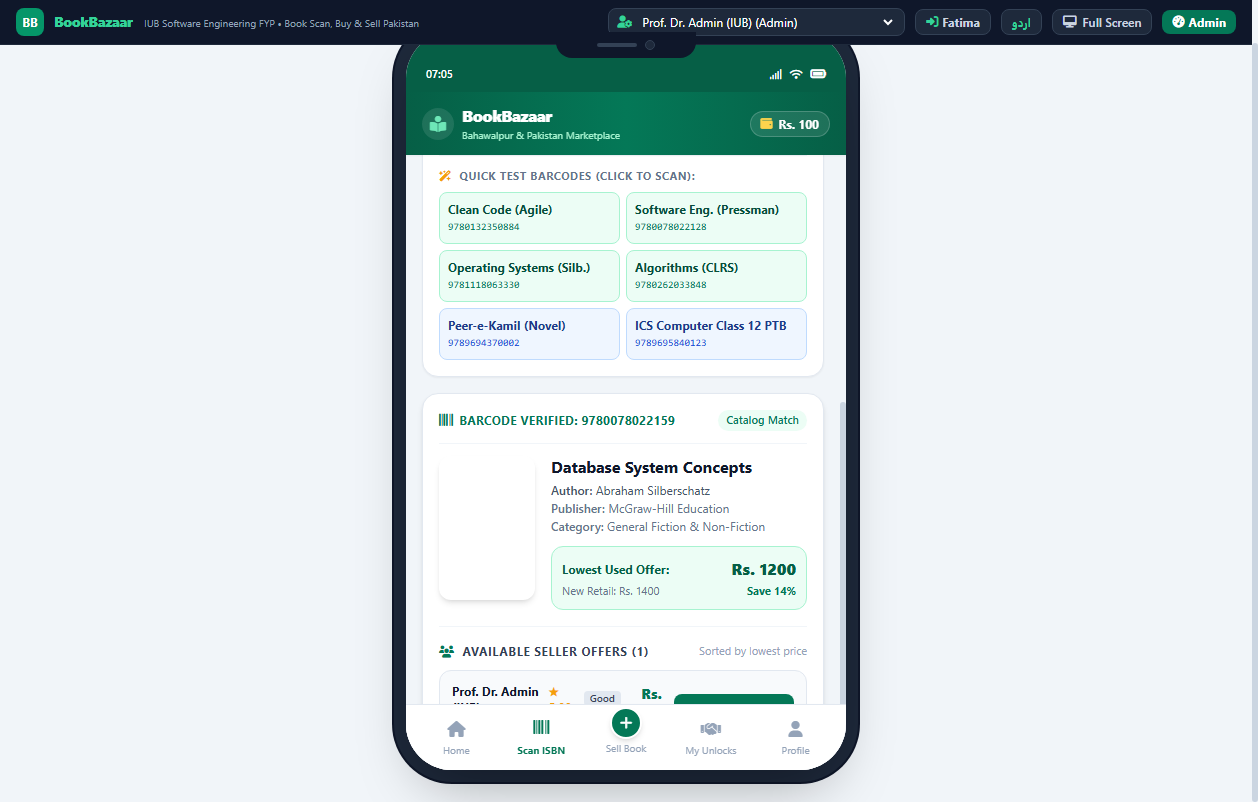 BB BookBazaar IUB Software Engineering FYP • Book Scan, Buy & Sell Pakistan Prof. Dr. Admin (IUB) (Admin) Fatima اردو Full Screen Admin
07:05
BookBazaar
Bahawalpur & Pakistan Marketplace
Rs. 100
QUICK TEST BARCODES (CLICK TO SCAN):
Clean Code (Agile)
9780132350884
Software Eng. (Pressman)
9780078022128
Operating Systems (Silb.)
9781118063330
Algorithms (CLRS)
9780262033848
Peer-e-Kamil (Novel)
9789694370002
ICS Computer Class 12 PTB
9789695840123
BARCODE VERIFIED: 9780078022159 Catalog Match
Database System Concepts
Author: Abraham Silberschatz
Publisher: McGraw-Hill Education
Category: General Fiction & Non-Fiction
Lowest Used Offer: Rs. 1200
New Retail: Rs. 1400 Save 14%
AVAILABLE SELLER OFFERS (1) Sorted by lowest price
Prof. Dr. Admin Good Rs.
Home Scan ISBN Sell Book My Unlocks Profile